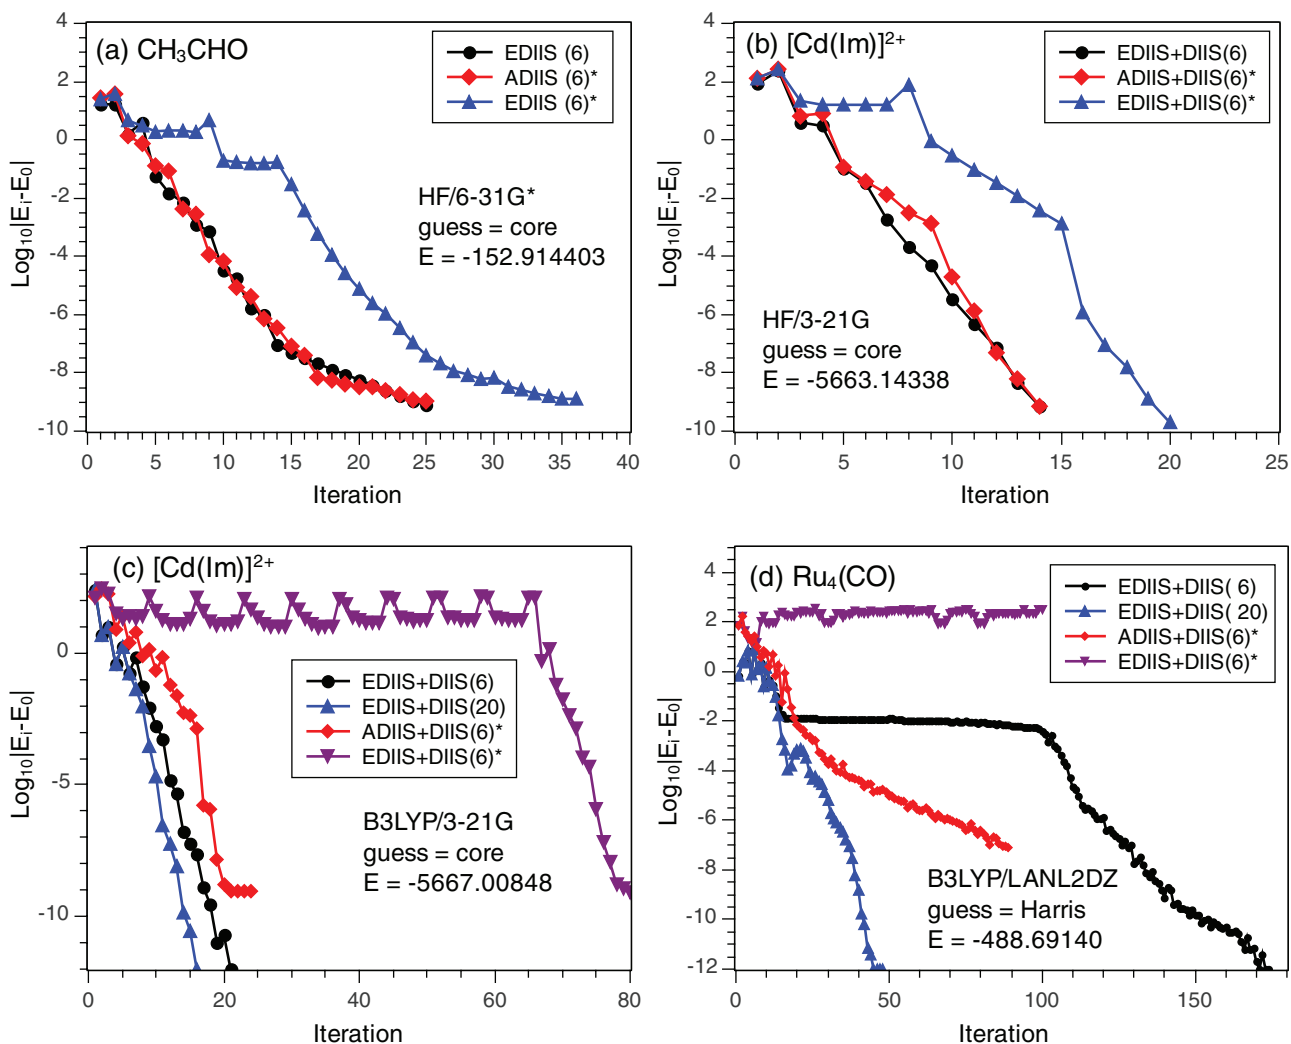 (a) CH₃CHO
EDIIS (6)
ADIIS (6)*
EDIIS (6)*
HF/6-31G*
guess = core
E = -152.914403
4
2
0
-2
-4
-6
-8
-10
Log₁₀|Eᵢ-E₀|
0 5 10 15 20 25 30 35 40
Iteration
(b) [Cd(Im)]²⁺
EDIIS+DIIS(6)
ADIIS+DIIS(6)*
EDIIS+DIIS(6)*
HF/3-21G
guess = core
E = -5663.14338
4
2
0
-2
-4
-6
-8
-10
Log₁₀|Eᵢ-E₀|
0 5 10 15 20 25
Iteration
(c) [Cd(Im)]²⁺
EDIIS+DIIS(6)
EDIIS+DIIS(20)
ADIIS+DIIS(6)*
EDIIS+DIIS(6)*
B3LYP/3-21G
guess = core
E = -5667.00848
0
-5
-10
Log₁₀|Eᵢ-E₀|
0 20 40 60 80
Iteration
(d) Ru₄(CO)
EDIIS+DIIS( 6)
EDIIS+DIIS( 20)
ADIIS+DIIS(6)*
EDIIS+DIIS(6)*
B3LYP/LANL2DZ
guess = Harris
E = -488.69140
4
2
0
-2
-4
-6
-8
-10
-12
Log₁₀|Eᵢ-E₀|
0 50 100 150
Iteration